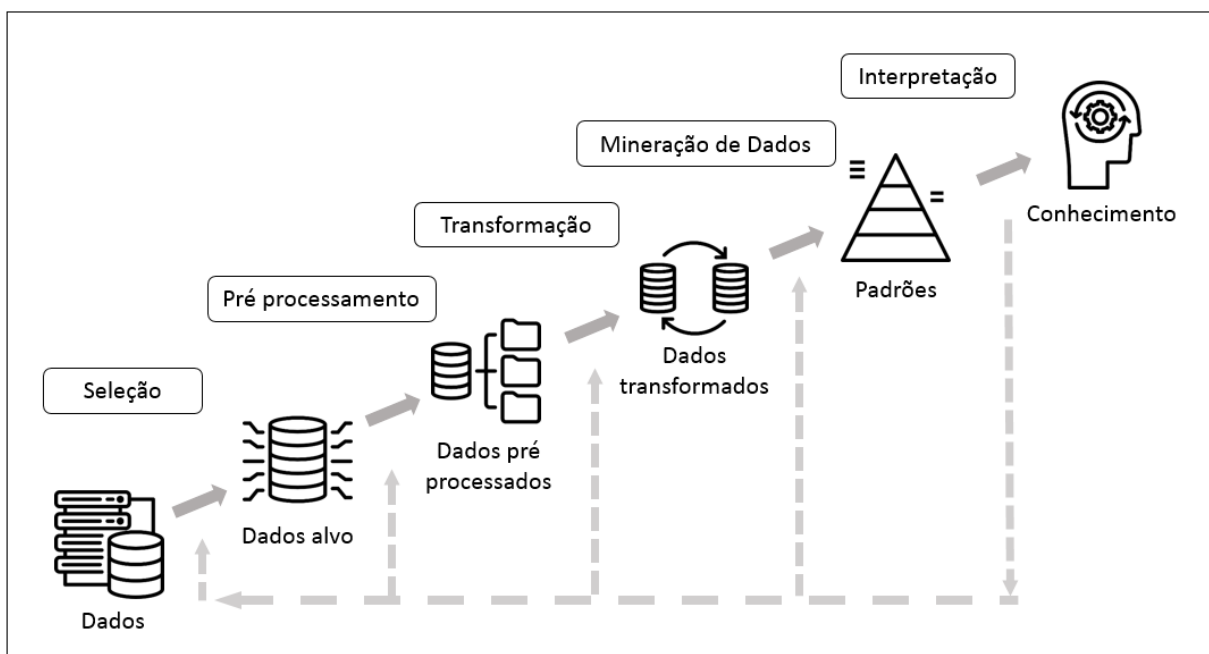 Interpretação
Mineração de Dados
Conhecimento
Transformação
Padrões
Pré processamento
Dados
transformados
Seleção
Dados pré
processados
Dados alvo
Dados